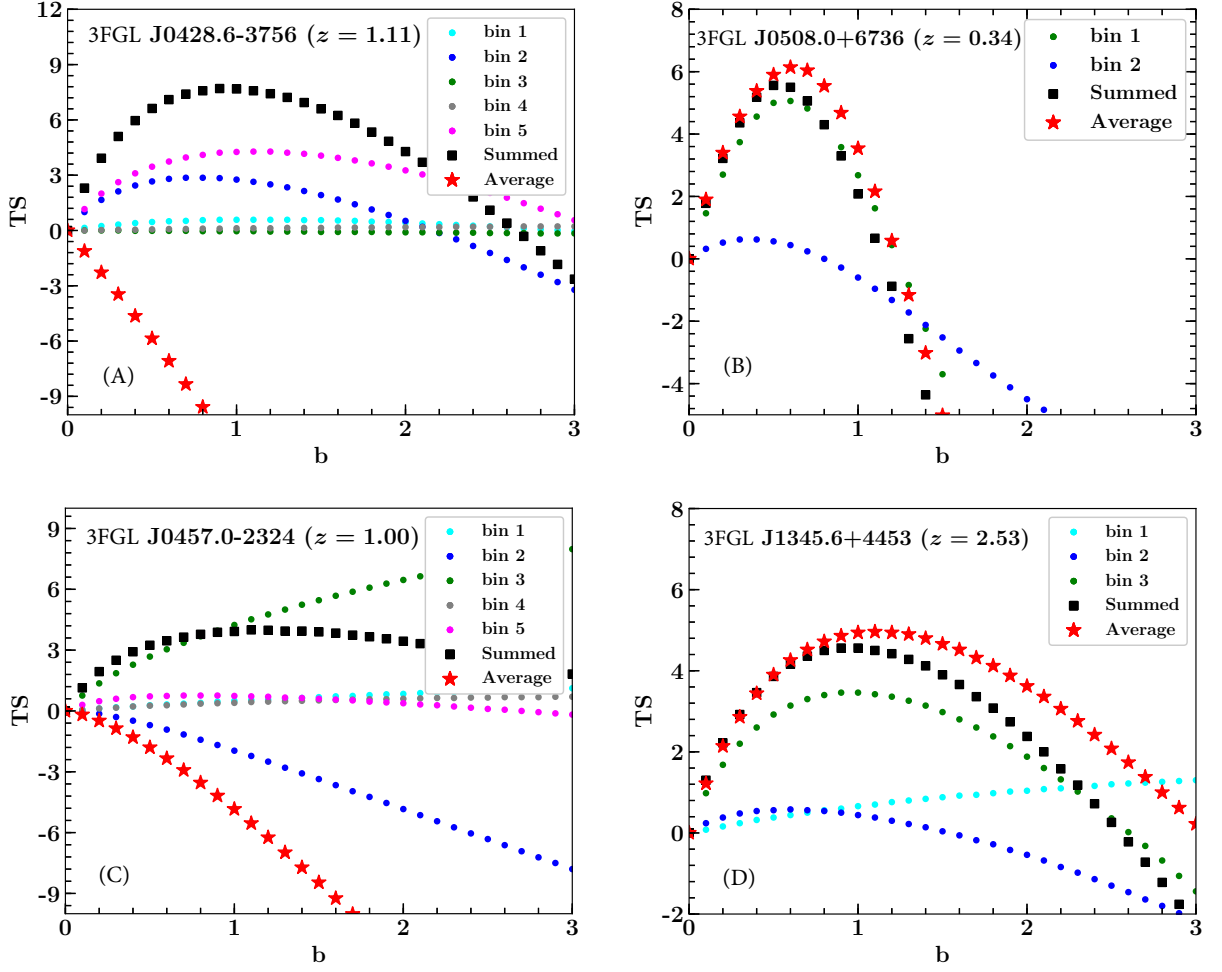 3FGL J0428.6-3756 (z = 1.11)
bin 1
bin 2
bin 3
bin 4
bin 5
Summed
Average
12
9
6
3
0
-3
-6
-9
TS
(A)
0 1 2 3
b
3FGL J0508.0+6736 (z = 0.34)
bin 1
bin 2
Summed
Average
8
6
4
2
0
-2
-4
TS
(B)
0 1 2 3
b
3FGL J0457.0-2324 (z = 1.00)
bin 1
bin 2
bin 3
bin 4
bin 5
Summed
Average
9
6
3
0
-3
-6
-9
TS
(C)
0 1 2 3
b
3FGL J1345.6+4453 (z = 2.53)
bin 1
bin 2
bin 3
Summed
Average
8
6
4
2
0
-2
TS
(D)
0 1 2 3
b